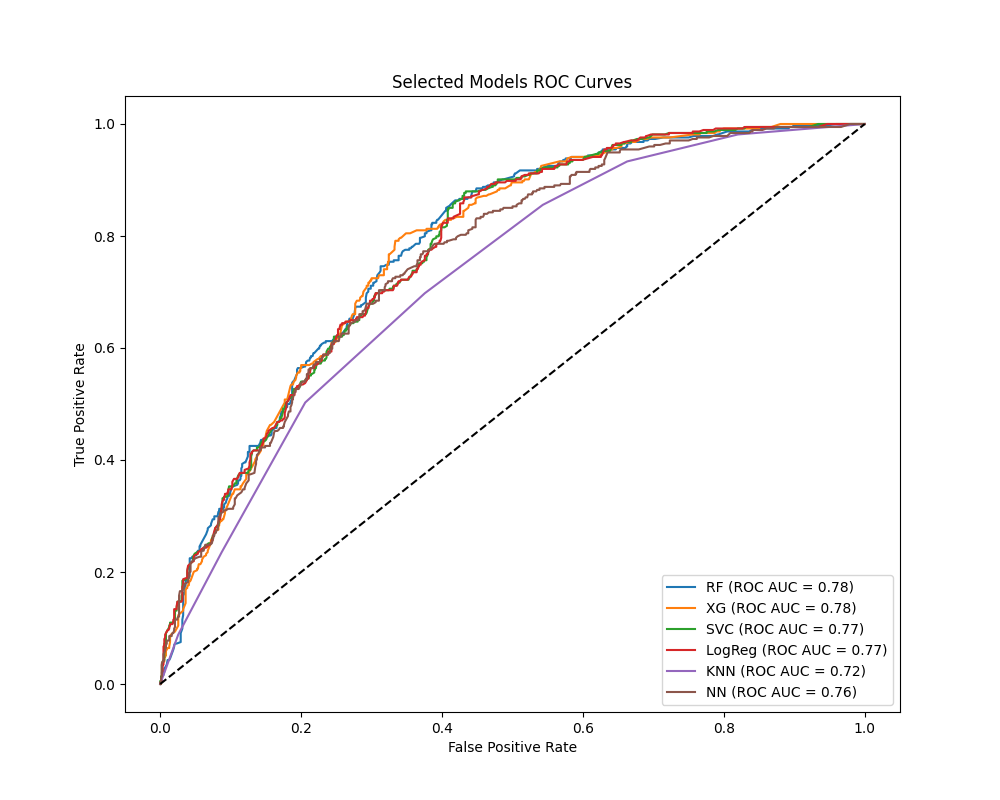 Selected Models ROC Curves
True Positive Rate
1.0
0.8
0.6
0.4
0.2
0.0
RF (ROC AUC = 0.78)
XG (ROC AUC = 0.78)
SVC (ROC AUC = 0.77)
LogReg (ROC AUC = 0.77)
KNN (ROC AUC = 0.72)
NN (ROC AUC = 0.76)
0.0 0.2 0.4 0.6 0.8 1.0
False Positive Rate